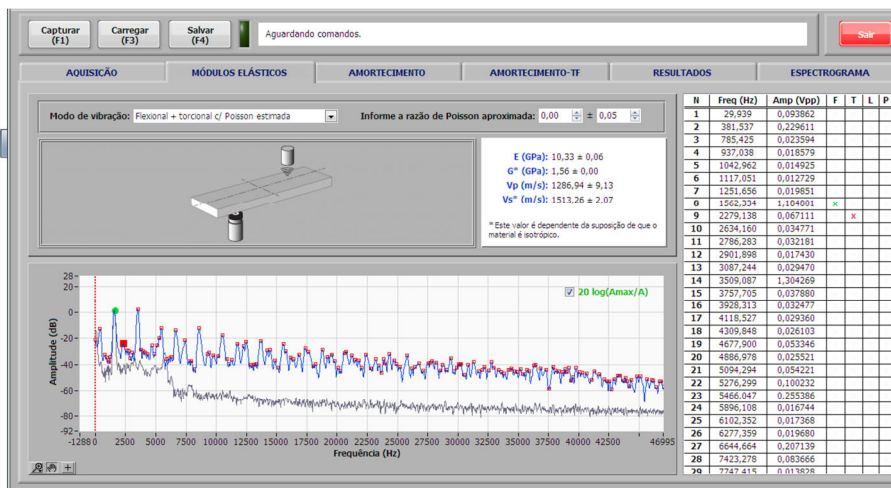 Capturar (F1)
Carregar (F3)
Salvar (F4)
Aguardando comandos.
Sair
AQUISIÇÃO
MÓDULOS ELÁSTICOS
AMORTECIMENTO
AMORTECIMENTO-TF
RESULTADOS
ESPECTROGRAMA
Modo de vibração: Flexional + torcional c/ Poisson estimada
Informe a razão de Poisson aproximada: 0,00 ± 0,05
E (GPa): 10,33 ± 0,06
G* (GPa): 1,56 ± 0,00
Vp (m/s): 1286,94 ± 9,13
Vs* (m/s): 1513,26 ± 2,07
* Este valor é dependente da suposição de que o
material é isotrópico.
20 log(Amax/A)
Amplitude (dB)
28
20
0
-20
-40
-60
-80
-92
-1288 0 2500 5000 7500 10000 12500 15000 17500 20000 22500 25000 27500 30000 32500 35000 37500 40000 42500 46995
Frequência (Hz)
N Freq (Hz) Amp (Vpp) F T L P
1 29,939 0,093862
2 381,537 0,229611
3 785,425 0,023594
4 937,038 0,018579
5 1042,962 0,014925
6 1117,051 0,012729
7 1251,656 0,019851
8 1562,334 x
9 2279,138 0,067111 x
10 2634,160 0,034771
11 2786,283 0,032181
12 2901,898 0,017430
13 3087,244 0,029470
14 3509,087 1,304269
15 3757,705 0,037880
16 3928,313 0,032477
17 4118,527 0,029360
18 4309,848 0,026103
19 4677,900 0,053346
20 4886,978 0,025521
21 5094,294 0,054221
22 5276,299 0,100232
23 5466,047 0,255386
24 5896,108 0,016744
25 6102,352 0,017368
26 6277,359 0,019680
27 6644,664 0,207139
28 7423,278 0,083666
29 7747,415 0,013828